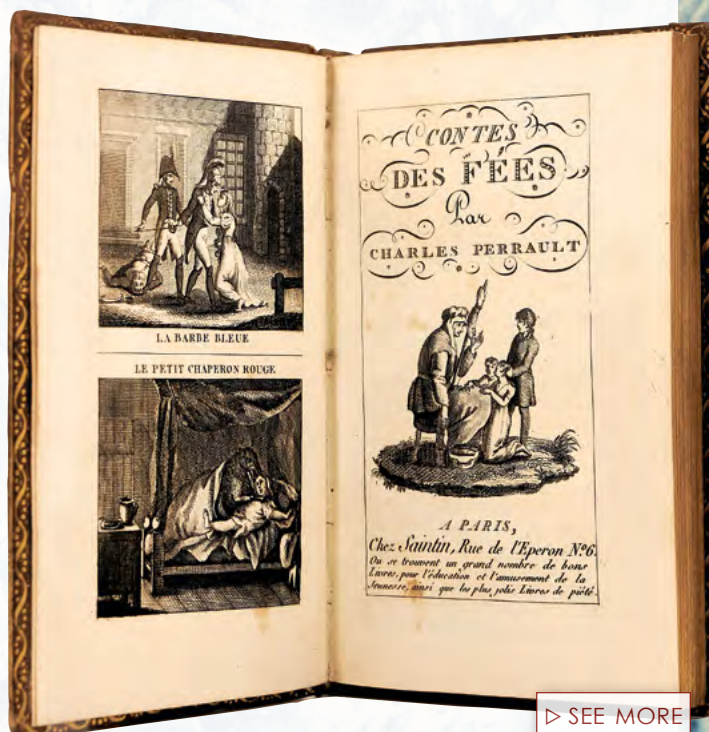 LA BARBE BLEUE
LE PETIT CHAPERON ROUGE
CONTES
DES FÉES
Par
CHARLES PERRAULT
A PARIS,
Chez Saintin, Rue de l'Eperon Nº 6.
Ou se trouvent un grand nombre de bons
Livres, pour l'éducation et l'amusement de la
Jeunesse, ainsi que les plus jolis Livres de piété.
▷ SEE MORE